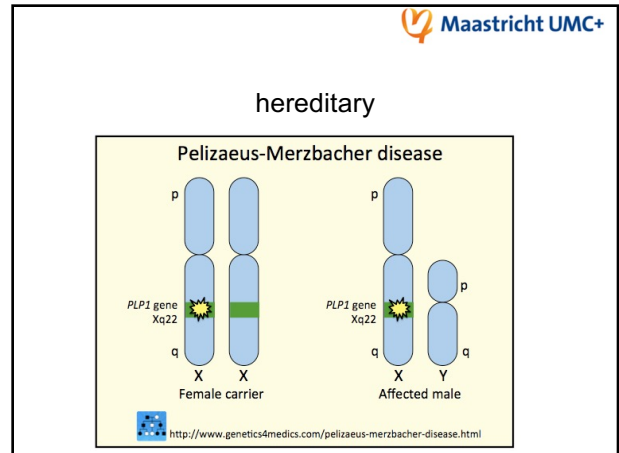 Maastricht UMC+
hereditary
Pelizaeus-Merzbacher disease
p
p
p
PLP1 gene
Xq22
PLP1 gene
Xq22
q
q
q
X X
X Y
Female carrier
Affected male
http://www.genetics4medics.com/pelizaeus-merzbacher-disease.html